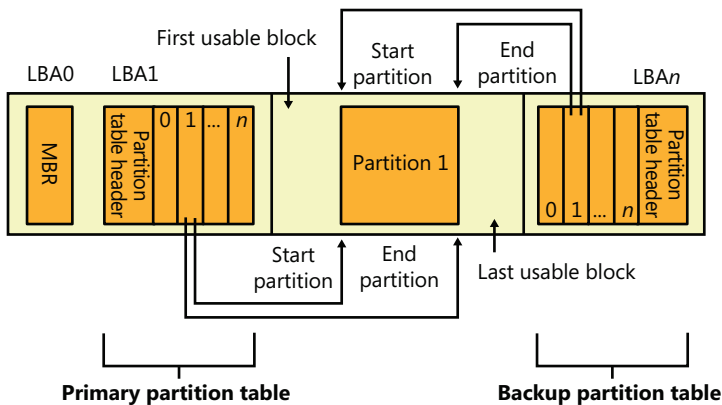 First usable block
Start
partition
End
partition
LBA0
LBA1
LBAn
MBR
Partition
table header
0 1 ... n
Partition 1
0 1 ... n
Partition
table header
Start
partition
End
partition
Last usable block
Primary partition table
Backup partition table